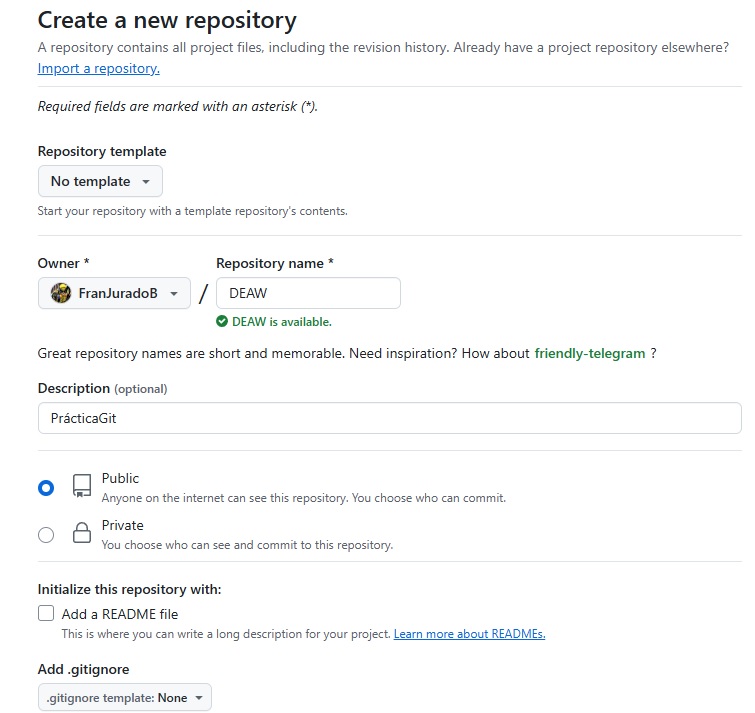 Create a new repository
A repository contains all project files, including the revision history. Already have a project repository elsewhere?
Import a repository.
Required fields are marked with an asterisk (*).
Repository template
No template
Start your repository with a template repository's contents.
Owner * Repository name *
FranJuradoB / DEAW
DEAW is available.
Great repository names are short and memorable. Need inspiration? How about friendly-telegram ?
Description (optional)
PrácticaGit
Public
Anyone on the internet can see this repository. You choose who can commit.
Private
You choose who can see and commit to this repository.
Initialize this repository with:
Add a README file
This is where you can write a long description for your project. Learn more about READMEs.
Add .gitignore
.gitignore template: None